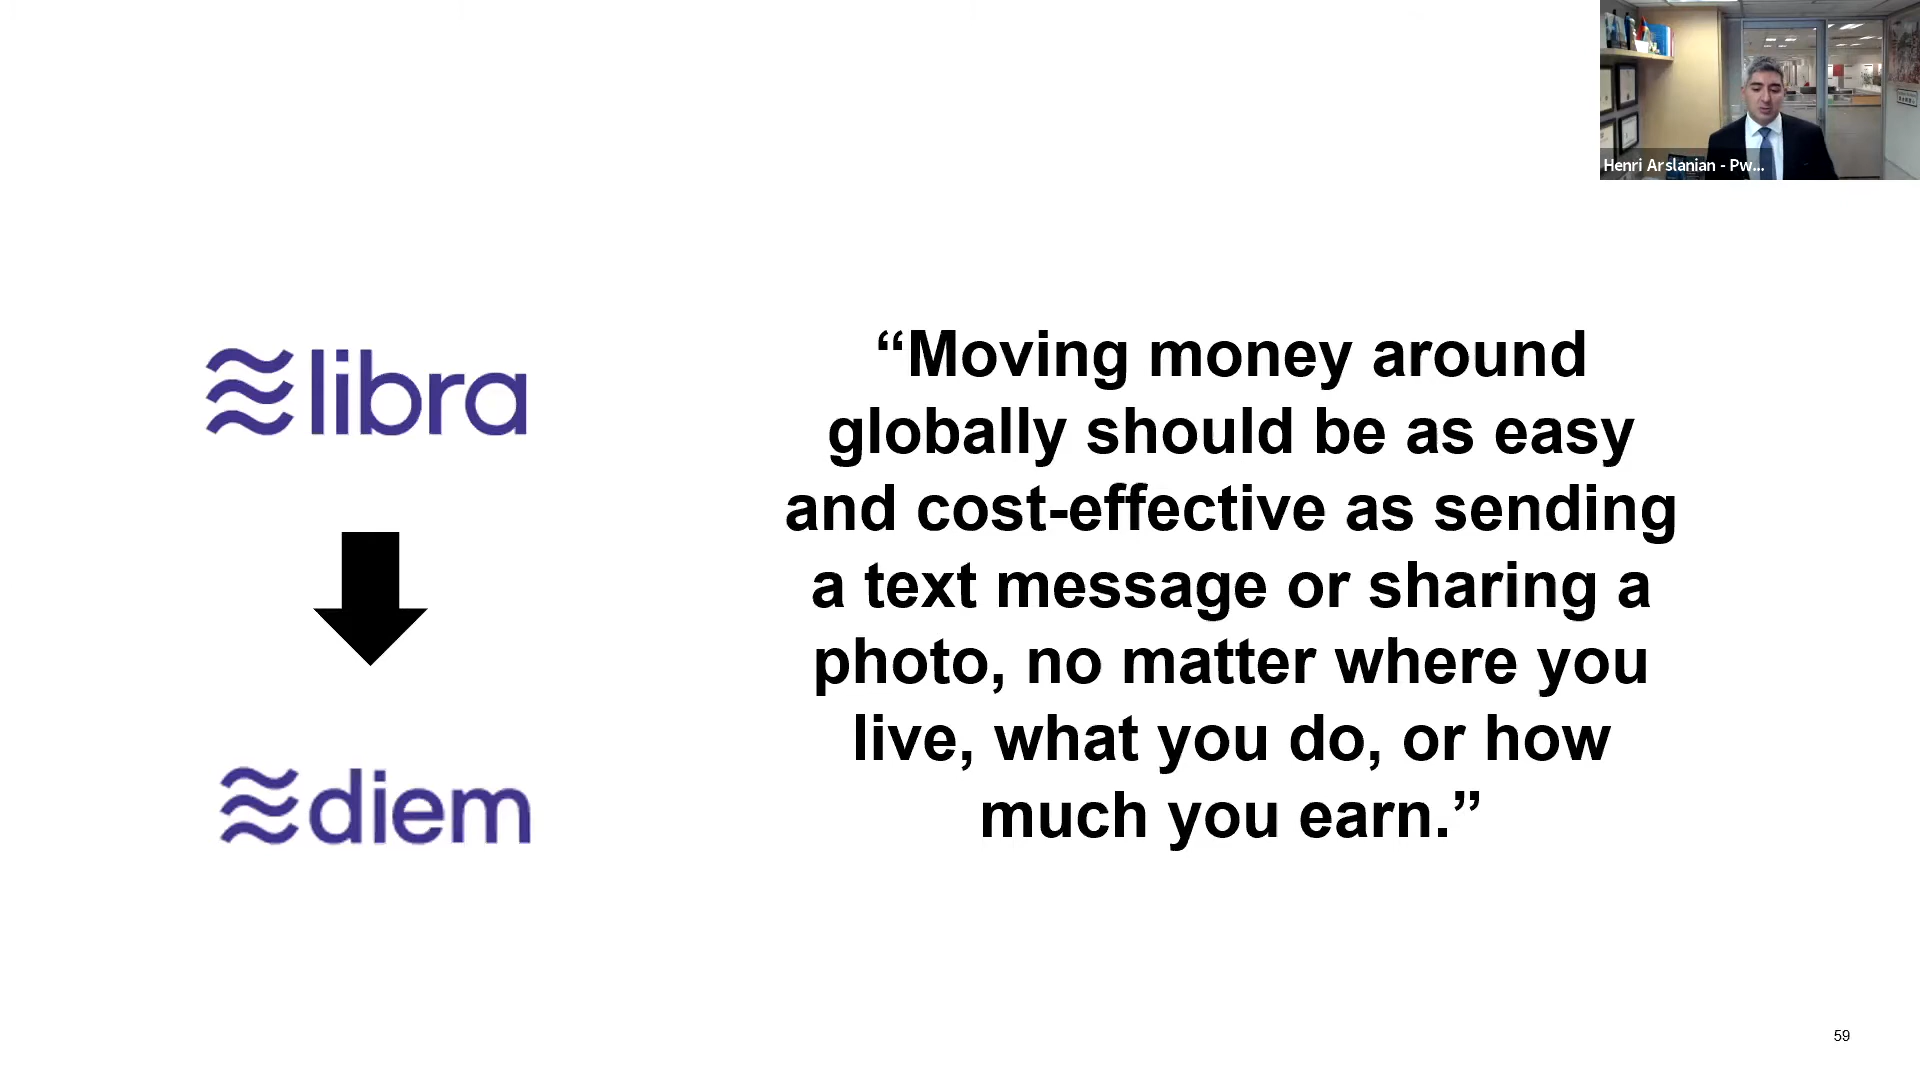 Henri Arslanian - Pw...
libra
diem
“Moving money around
globally should be as easy
and cost-effective as sending
a text message or sharing a
photo, no matter where you
live, what you do, or how
much you earn.”
59